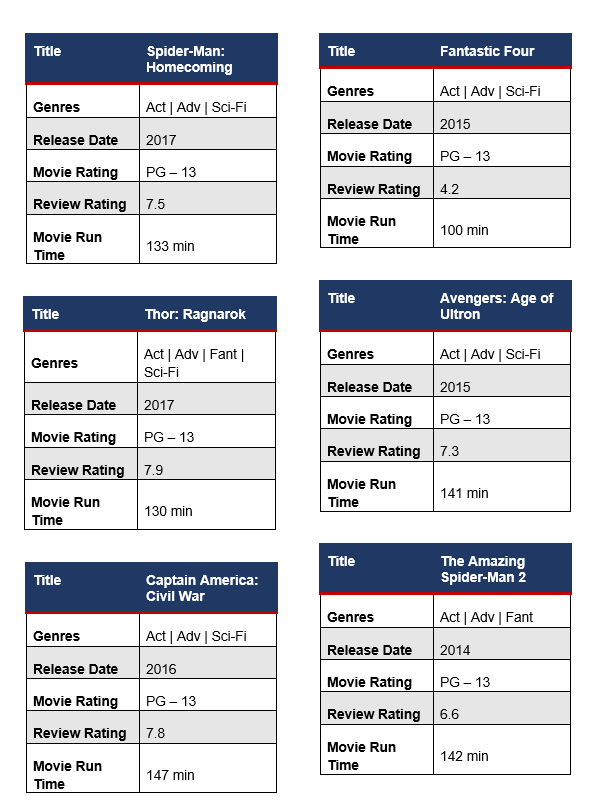 Title Spider-Man:
Homecoming
Genres Act | Adv | Sci-Fi
Release Date 2017
Movie Rating PG – 13
Review Rating 7.5
Movie Run
Time 133 min
Title Thor: Ragnarok
Genres Act | Adv | Fant |
Sci-Fi
Release Date 2017
Movie Rating PG – 13
Review Rating 7.9
Movie Run
Time 130 min
Title Captain America:
Civil War
Genres Act | Adv | Sci-Fi
Release Date 2016
Movie Rating PG – 13
Review Rating 7.8
Movie Run
Time 147 min
Title Fantastic Four
Genres Act | Adv | Sci-Fi
Release Date 2015
Movie Rating PG – 13
Review Rating 4.2
Movie Run
Time 100 min
Title Avengers: Age of
Ultron
Genres Act | Adv | Sci-Fi
Release Date 2015
Movie Rating PG – 13
Review Rating 7.3
Movie Run
Time 141 min
Title The Amazing
Spider-Man 2
Genres Act | Adv | Fant
Release Date 2014
Movie Rating PG – 13
Review Rating 6.6
Movie Run
Time 142 min